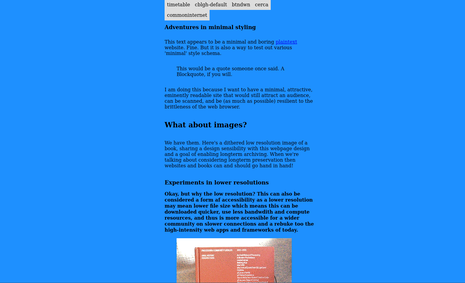 timetable cblgh-default btndwn cerca
commoninternet
Adventures in minimal styling
This text appears to be a minimal and boring plaintext
website. Fine. But it is also a way to test out various
'minimal' style schema.
This would be a quote someone once said. A
Blockquote, if you will.
I am doing this because I want to have a minimal, attractive,
eminently readable site that would still attract an audience,
can be scanned, and be (as much as possible) resilient to the
brittleness of the web browser.
What about images?
We have them. Here's a dithered low resolution image of a
book, sharing a design sensibility with this webpage design
and a goal of enabling longterm archiving. When we're
talking about considering longterm preservation then
websites and books can and should go hand in hand!
Experiments in lower resolutions
Okay, but why the low resolution? This can also be
considered a form of accessibility as a lower resolution
may mean lower file size which means this can be
downloaded quicker, use less bandwidth and compute
resources, and thus is more accessible for a wider
community on slower connections and a rebuke too the
high-intensity web apps and frameworks of today.